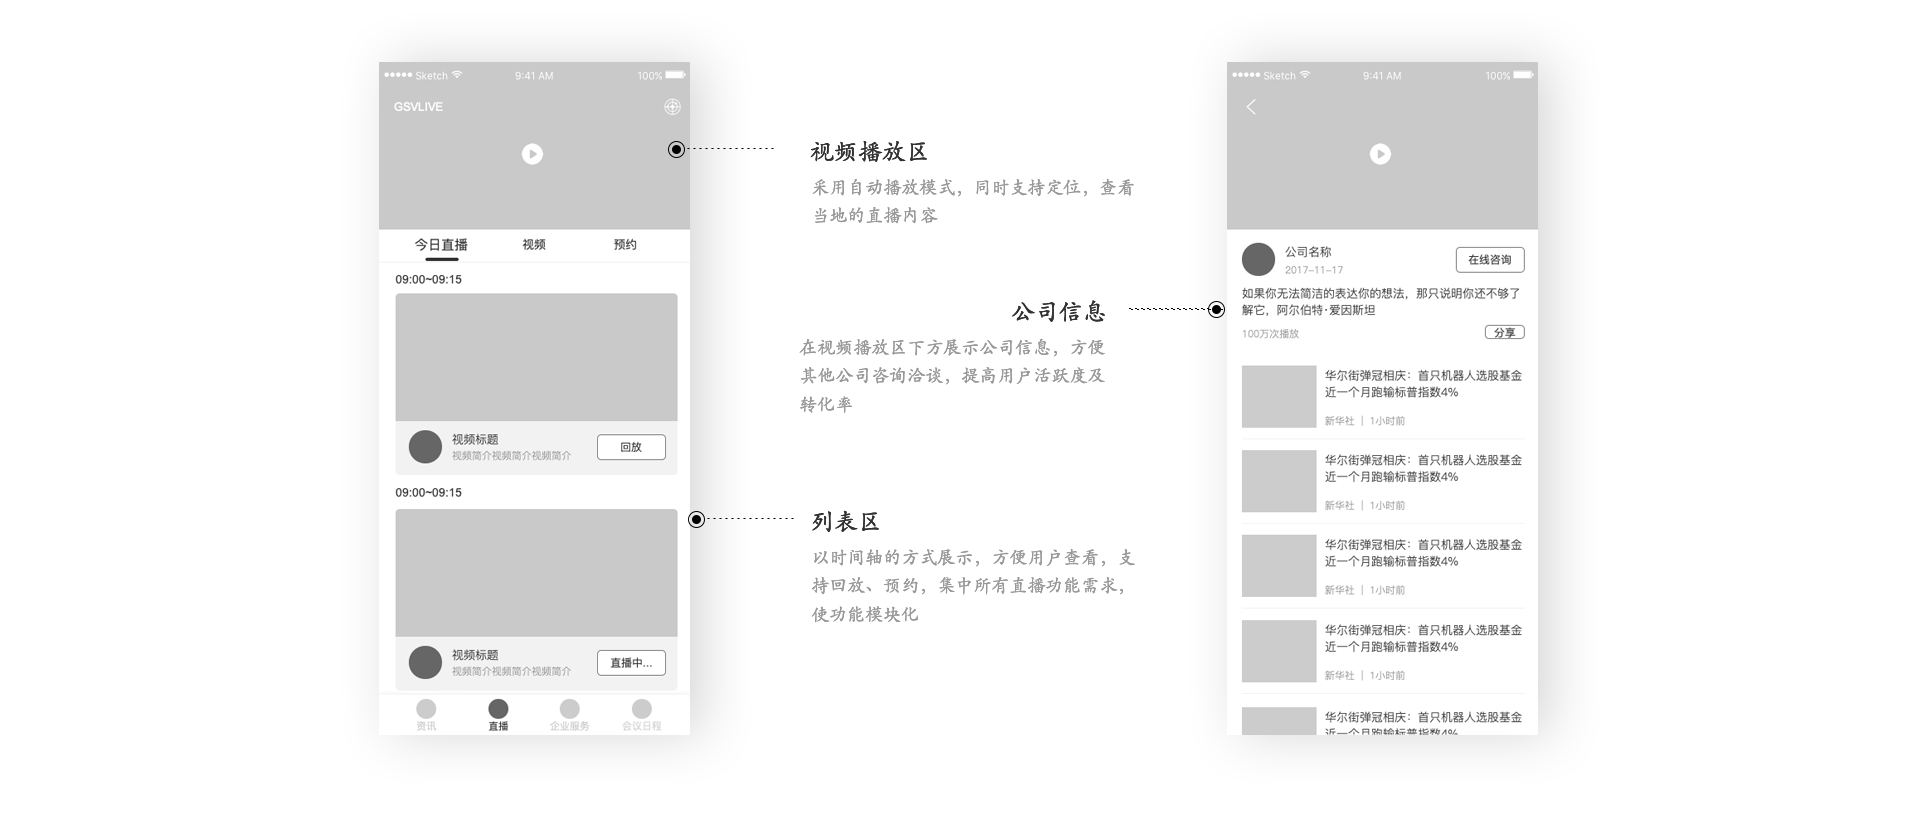 Sketch 9:41 AM 100%
GSVLIVE
今日直播 视频 预约
09:00~09:15
视频标题
视频简介视频简介视频简介
回放
09:00~09:15
视频标题
视频简介视频简介视频简介
直播中...
资讯 直播 企业服务 会议日程
视频播放区
采用自动播放模式，同时支持定位，查看
当地的直播内容
公司信息
在视频播放区下方展示公司信息，方便
其他公司咨询洽谈，提高用户活跃度及
转化率
列表区
以时间轴的方式展示，方便用户查看，支
持回放、预约，集中所有直播功能需求，
使功能模块化
Sketch 9:41 AM 100%
公司名称
2017-11-17
在线咨询
如果你无法简洁的表达你的想法，那只说明你还不够了
解它，阿尔伯特·爱因斯坦
100万次播放
分享
华尔街弹冠相庆：首只机器人选股基金
近一个月跑输标普指数4%
新华社 | 1小时前
华尔街弹冠相庆：首只机器人选股基金
近一个月跑输标普指数4%
新华社 | 1小时前
华尔街弹冠相庆：首只机器人选股基金
近一个月跑输标普指数4%
新华社 | 1小时前
华尔街弹冠相庆：首只机器人选股基金
近一个月跑输标普指数4%
新华社 | 1小时前
华尔街弹冠相庆：首只机器人选股基金
近一个月跑输标普指数4%